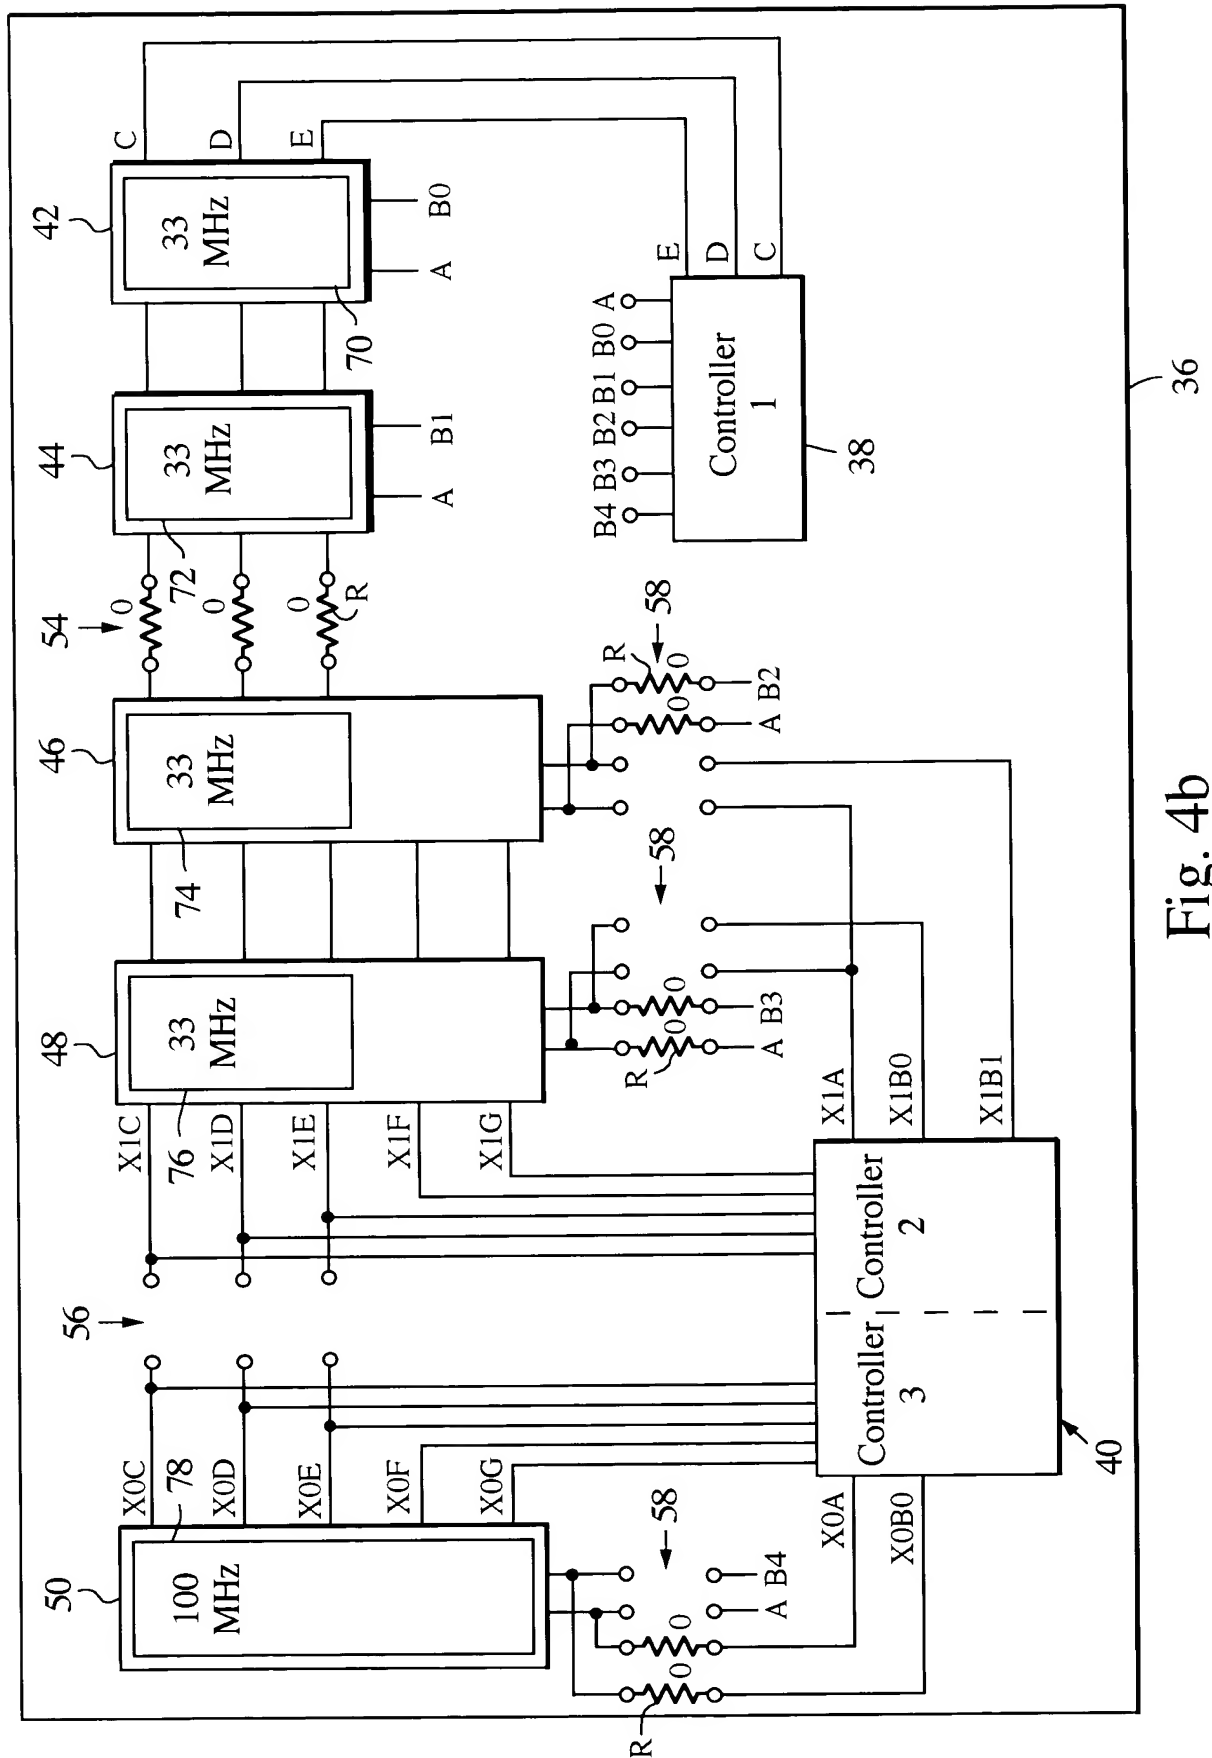 50
100
MHz
78
X0C
X0D
X0E
X0F
X0G
56
X1C
X1D
X1E
X1F
X1G
48
33
MHz
76
46
33
MHz
74
54
0
0
0
R
44
33
MHz
72
A
B1
42
33
MHz
70
A
B0
C
D
E
R
0
0
A
B4
58
R
0
0
A
B3
58
0
0
R
A
B2
58
B4
B3
B2
B1
B0
A
E
D
C
Controller
1
38
X0A
X0B0
Controller
3
Controller
2
X1A
X1B0
X1B1
40
36
Fig. 4b